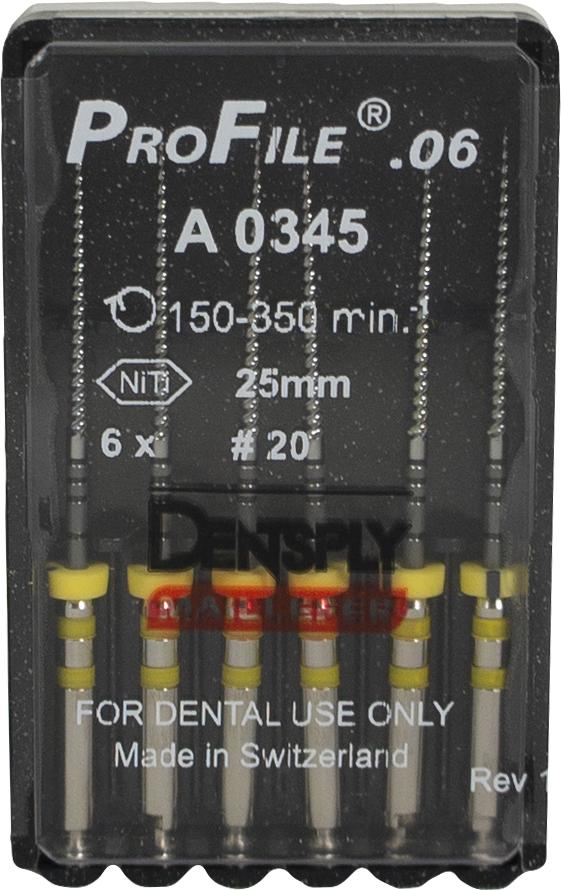 PROFILE® .06
A 0345
150-350 min.-1
NiTi 25mm
6 x # 20
DENTSPLY
MAILLEFER
FOR DENTAL USE ONLY
Made in Switzerland
Rev 1